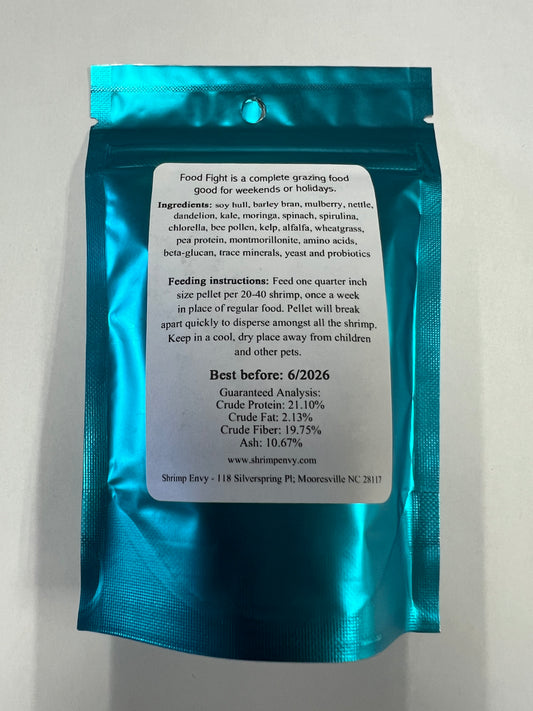 Food Fight is a complete grazing food
good for weekends or holidays.
Ingredients: soy hull, barley bran, mulberry, nettle,
dandelion, kale, moringa, spinach, spirulina,
chlorella, bee pollen, kelp, alfalfa, wheatgrass,
pea protein, montmorillonite, amino acids,
beta-glucan, trace minerals, yeast and probiotics
Feeding instructions: Feed one quarter inch
size pellet per 20-40 shrimp, once a week
in place of regular food. Pellet will break
apart quickly to disperse amongst all the shrimp.
Keep in a cool, dry place away from children
and other pets.
Best before: 6/2026
Guaranteed Analysis:
Crude Protein: 21.10%
Crude Fat: 2.13%
Crude Fiber: 19.75%
Ash: 10.67%
www.shrimpenvy.com
Shrimp Envy - 118 Silverspring Pl; Mooresville NC 28117